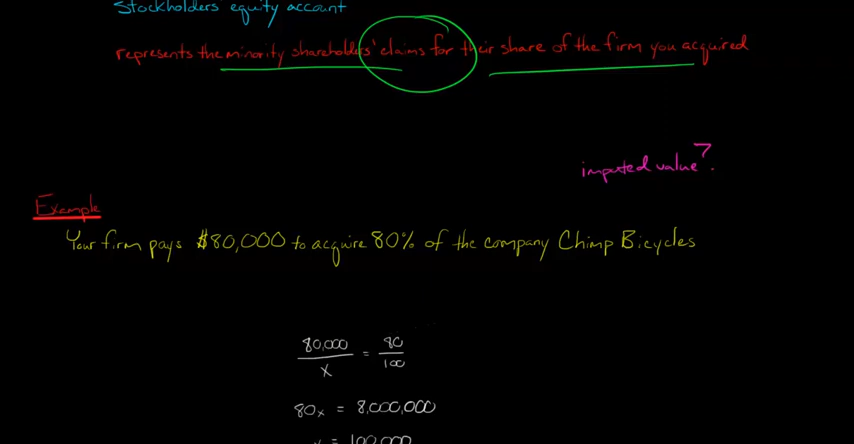 Stockholders equity account
represents the minority shareholders' claims for their share of the firm you acquired
imputed value?
Example
Your firm pays $80,000 to acquire 80% of the company Chimp Bicycles
80,000 / x = 80 / 100
80x = 8,000,000
x = 100,000